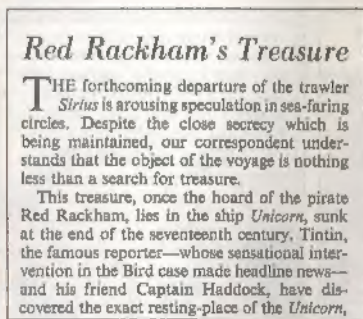 Red Rackham's Treasure
THE forthcoming departure of the trawler
Sirius is arousing speculation in sea-faring
circles. Despite the close secrecy which is
being maintained, our correspondent under-
stands that the object of the voyage is nothing
less than a search for treasure.
This treasure, once the hoard of the pirate
Red Rackham, lies in the ship Unicorn, sunk
at the end of the seventeenth century. Tintin,
the famous reporter—whose sensational inter-
vention in the Bird case made headline news—
and his friend Captain Haddock, have dis-
covered the exact resting-place of the Unicorn,